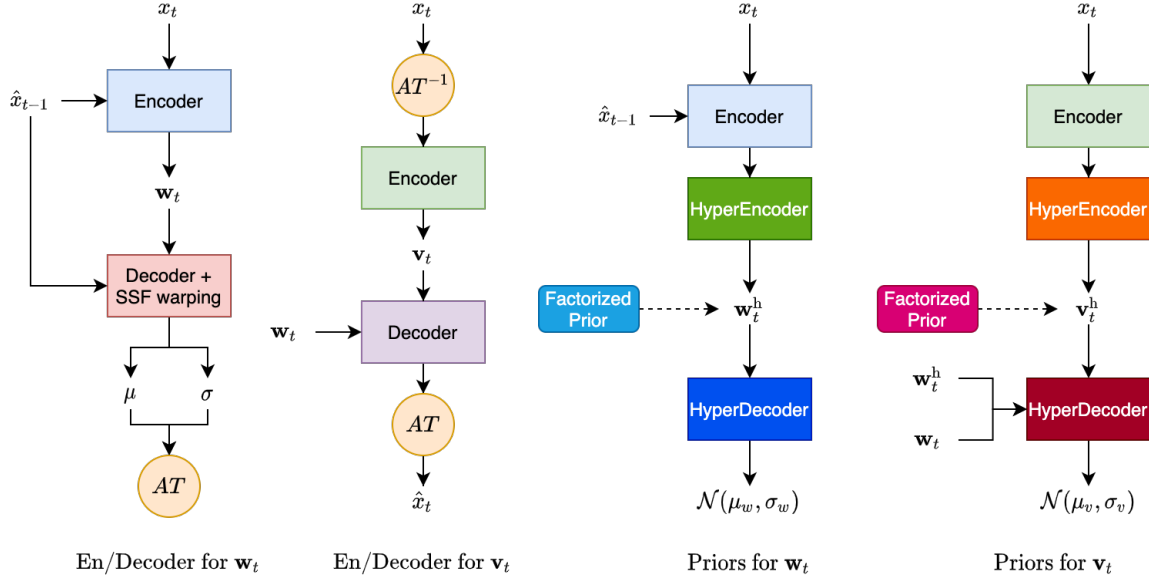 x_t
x̂_{t−1}
Encoder
w_t
Decoder +
SSF warping
μ
σ
AT
En/Decoder for w_t
x_t
AT^{−1}
Encoder
v_t
w_t
Decoder
AT
x̂_t
En/Decoder for v_t
x_t
x̂_{t−1}
Encoder
HyperEncoder
Factorized
Prior
w_t^h
HyperDecoder
N(μ_w, σ_w)
Priors for w_t
x_t
Encoder
HyperEncoder
Factorized
Prior
v_t^h
w_t^h
w_t
HyperDecoder
N(μ_v, σ_v)
Priors for v_t